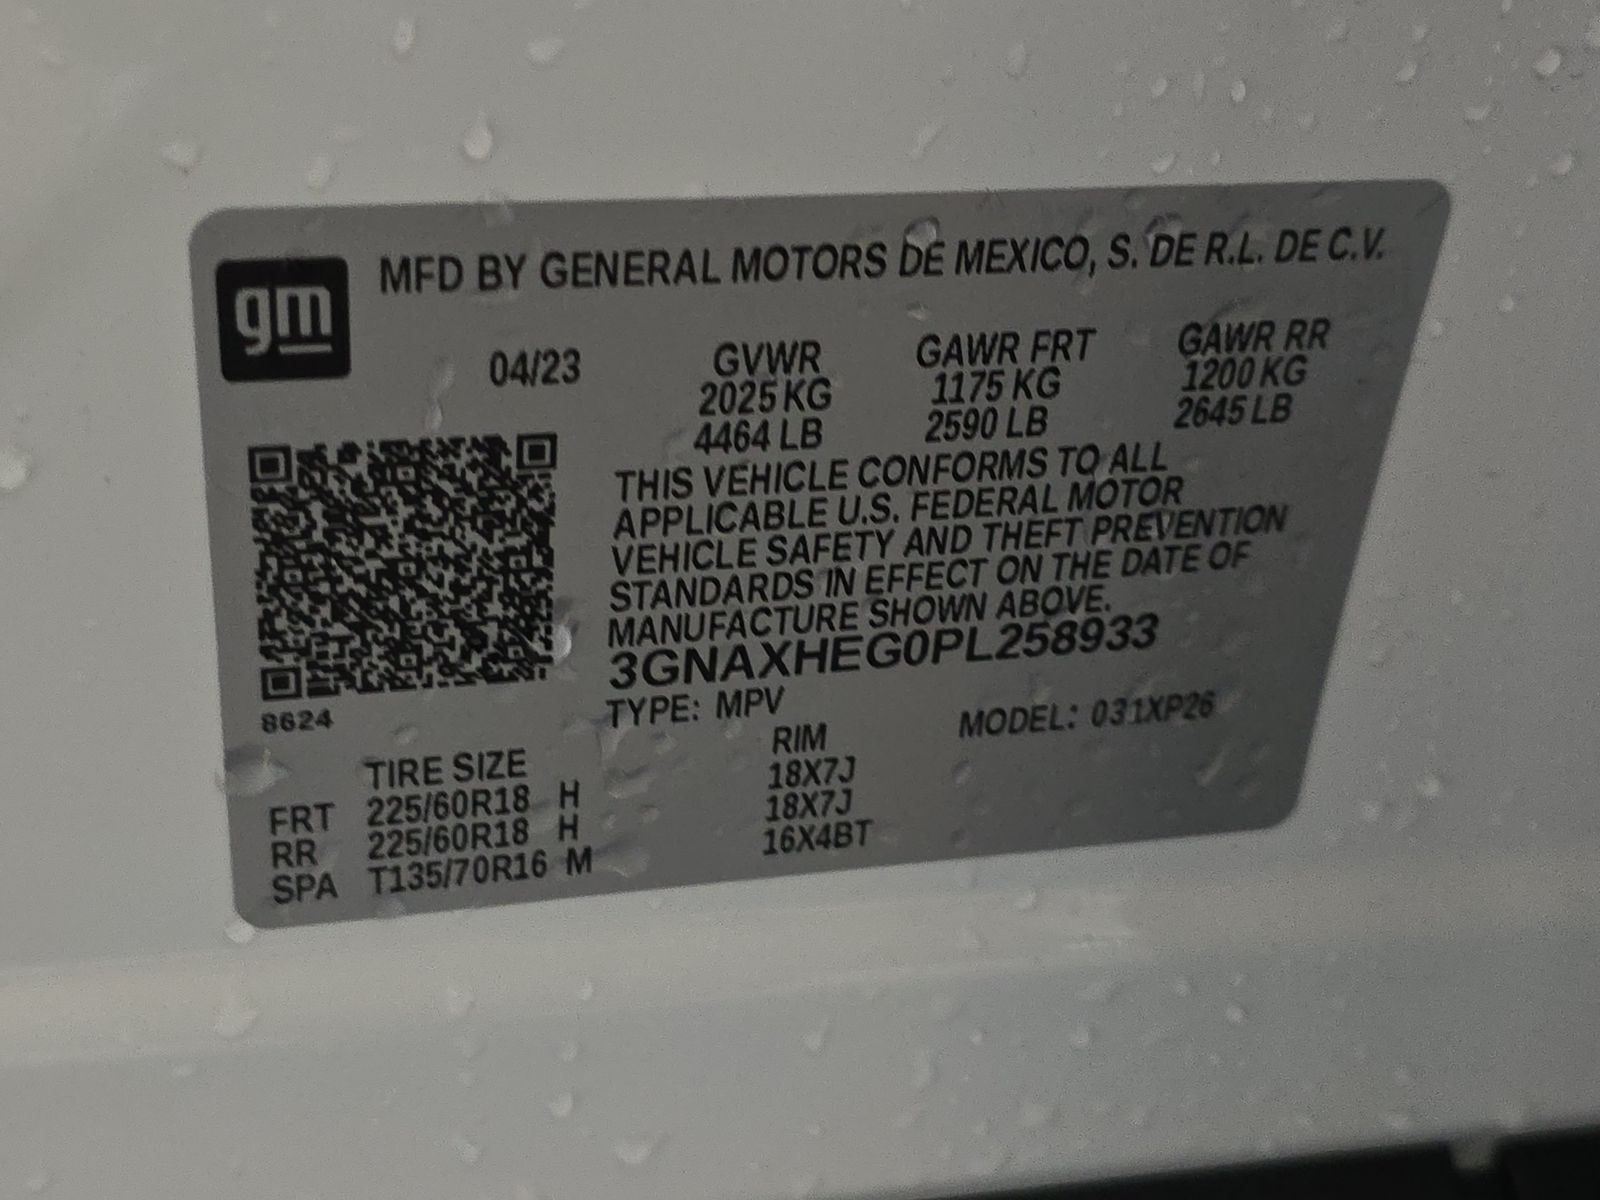 gm
MFD BY GENERAL MOTORS DE MEXICO, S. DE R.L. DE C.V.
04/23 GVWR GAWR FRT GAWR RR
2025 KG 1175 KG 1200 KG
4464 LB 2590 LB 2645 LB
THIS VEHICLE CONFORMS TO ALL
APPLICABLE U.S. FEDERAL MOTOR
VEHICLE SAFETY AND THEFT PREVENTION
STANDARDS IN EFFECT ON THE DATE OF
MANUFACTURE SHOWN ABOVE.
3GNAXHEG0PL258933
8624 TYPE: MPV MODEL: 031XP26
TIRE SIZE RIM
FRT 225/60R18 H 18X7J
RR 225/60R18 H 18X7J
SPA T135/70R16 M 16X4BT